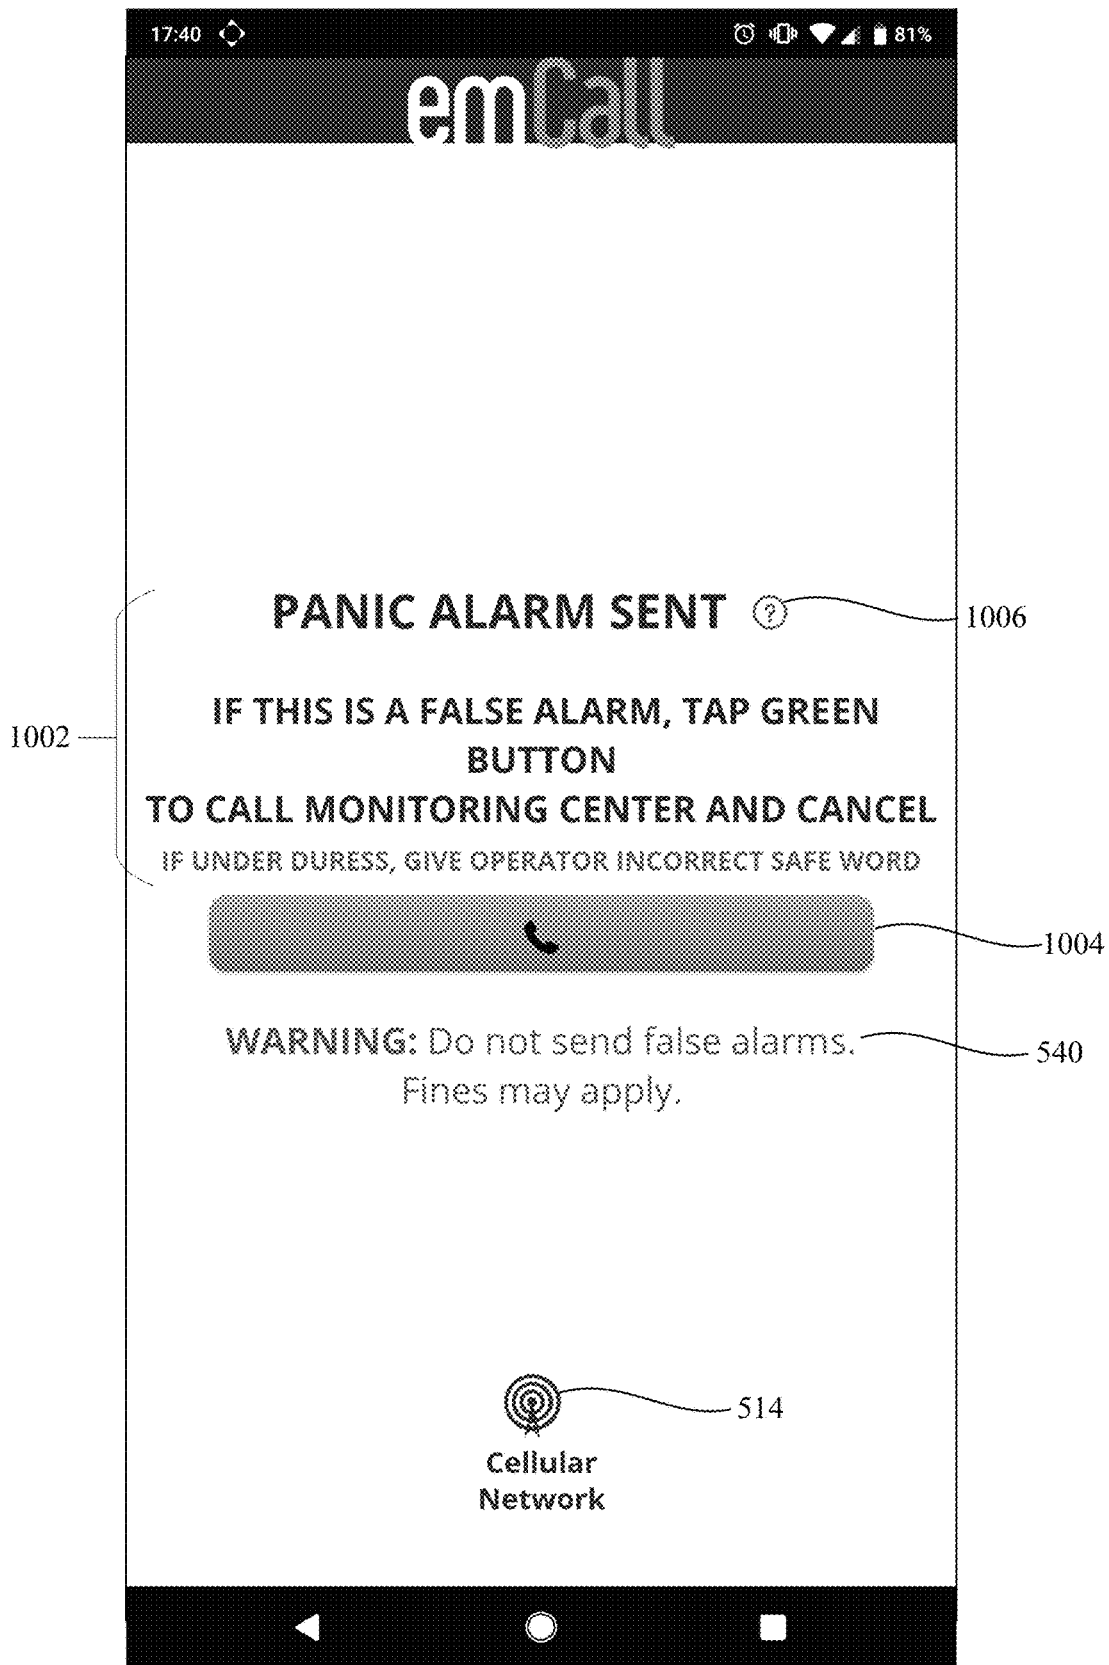 17:40 81%
emCall
PANIC ALARM SENT ? 1006
IF THIS IS A FALSE ALARM, TAP GREEN
BUTTON
1002
TO CALL MONITORING CENTER AND CANCEL
IF UNDER DURESS, GIVE OPERATOR INCORRECT SAFE WORD
1004
WARNING: Do not send false alarms.
540
Fines may apply.
514
Cellular
Network